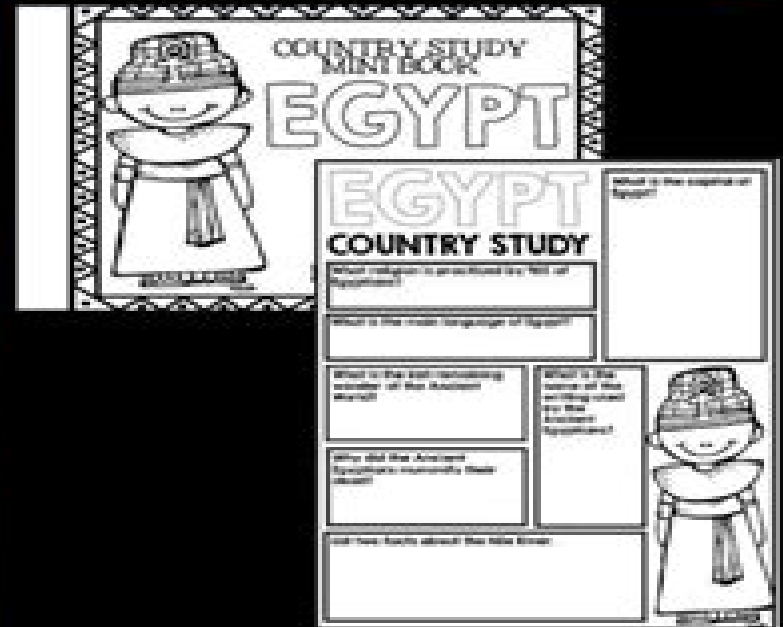 COUNTRY STUDY
MINI BOOK
EGYPT
EGYPT
COUNTRY STUDY
What is the capital of
Egypt?
What religion is practised by 90% of
Egyptians?
What is the main language of Egypt?
What is the last remaining
wonder of the Ancient
World?
What is the
name of the
writing used
by the
Ancient
Egyptians?
Why did the Ancient
Egyptians mummify their
dead?
List two facts about the Nile River.